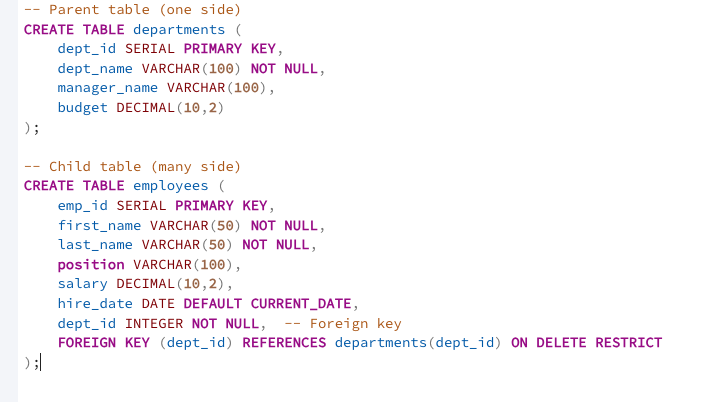 -- Parent table (one side)
CREATE TABLE departments (
    dept_id SERIAL PRIMARY KEY,
    dept_name VARCHAR(100) NOT NULL,
    manager_name VARCHAR(100),
    budget DECIMAL(10,2)
);

-- Child table (many side)
CREATE TABLE employees (
    emp_id SERIAL PRIMARY KEY,
    first_name VARCHAR(50) NOT NULL,
    last_name VARCHAR(50) NOT NULL,
    position VARCHAR(100),
    salary DECIMAL(10,2),
    hire_date DATE DEFAULT CURRENT_DATE,
    dept_id INTEGER NOT NULL,  -- Foreign key
    FOREIGN KEY (dept_id) REFERENCES departments(dept_id) ON DELETE RESTRICT
);